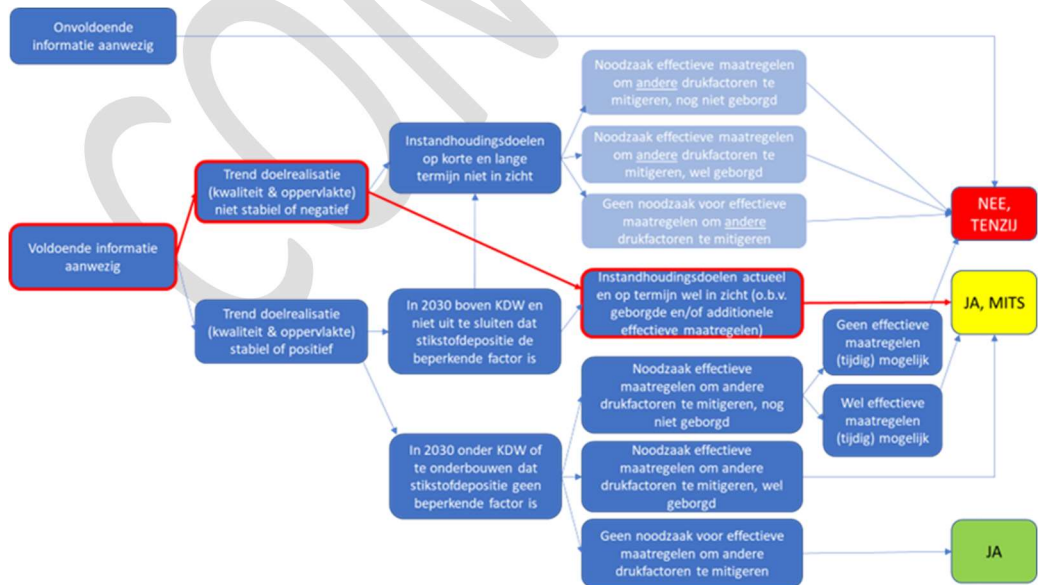 Onvoldoende
informatie aanwezig
Noodzaak effectieve maatregelen
om andere drukfactoren te
mitigeren, nog niet geborgd
Instandhoudingsdoelen
op korte en lange
termijn niet in zicht
Noodzaak effectieve maatregelen
om andere drukfactoren te
mitigeren, wel geborgd
Trend doelrealisatie
(kwaliteit & oppervlakte)
niet stabiel of negatief
Geen noodzaak voor effectieve
maatregelen om andere
drukfactoren te mitigeren
NEE,
TENZIJ
Voldoende informatie
aanwezig
Instandhoudingsdoelen actueel
en op termijn wel in zicht (o.b.v.
geborgde en/of additionele
effectieve maatregelen)
JA, MITS
Trend doelrealisatie
(kwaliteit & oppervlakte)
stabiel of positief
In 2030 boven KDW en
niet uit te sluiten dat
stikstofdepositie de
beperkende factor is
Geen effectieve
maatregelen
(tijdig) mogelijk
Noodzaak effectieve
maatregelen om andere
drukfactoren te mitigeren, nog
niet geborgd
Wel effectieve
maatregelen
(tijdig) mogelijk
In 2030 onder KDW of
te onderbouwen dat
stikstofdepositie geen
beperkende factor is
Noodzaak effectieve
maatregelen om andere
drukfactoren te mitigeren, wel
geborgd
Geen noodzaak voor effectieve
maatregelen om andere
drukfactoren te mitigeren
JA